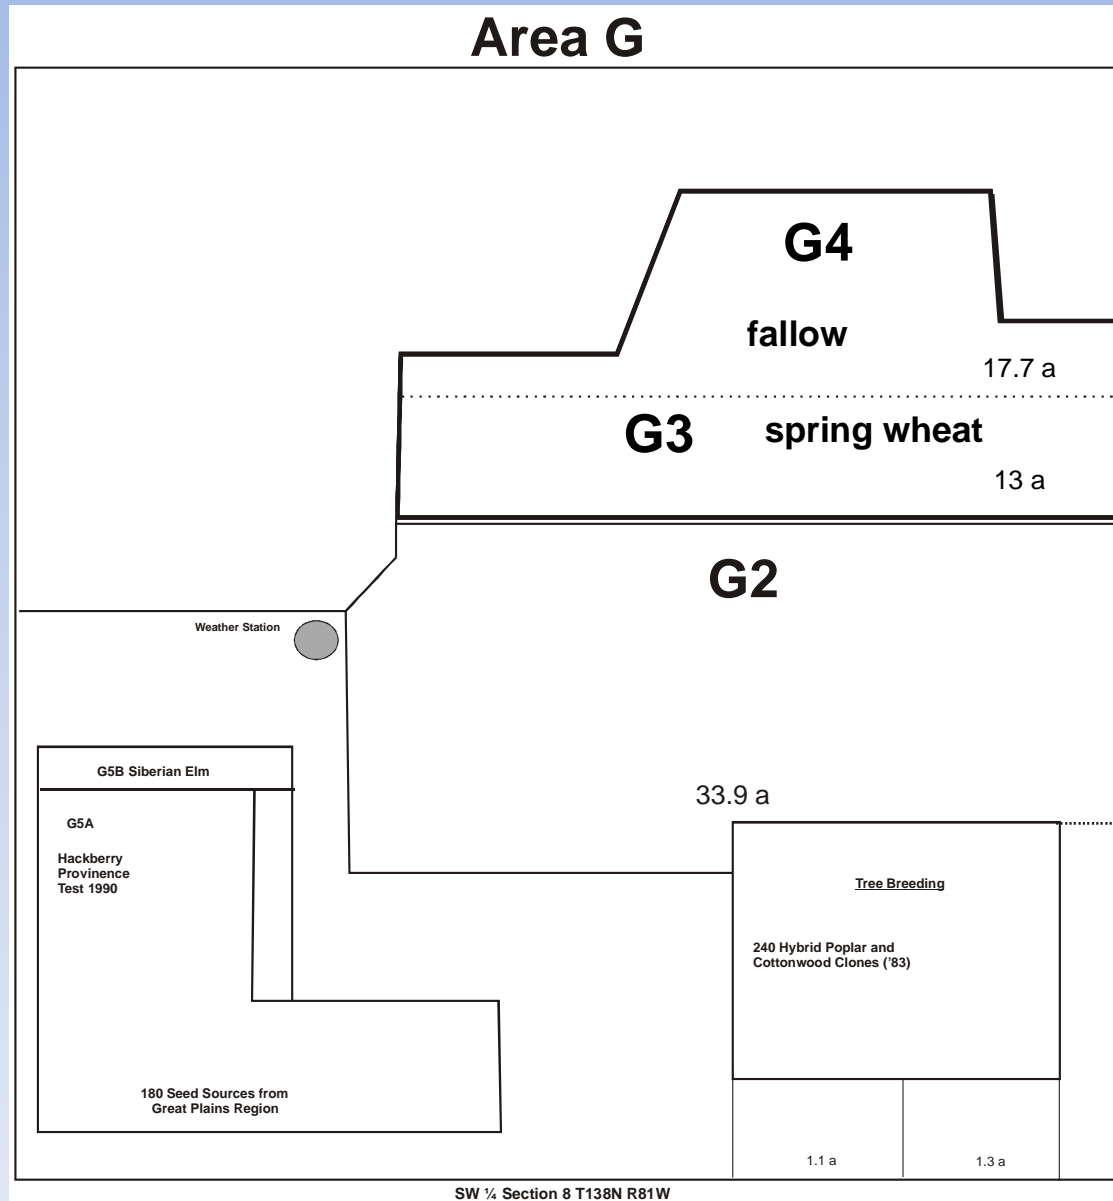 Area G
G4
fallow
17.7 a
G3 spring wheat
13 a
G2
Weather Station
G5B Siberian Elm
33.9 a
G5A
Hackberry
Provinence
Test 1990
Tree Breeding
240 Hybrid Poplar and
Cottonwood Clones ('83)
180 Seed Sources from
Great Plains Region
1.1 a
1.3 a
SW ¼ Section 8 T138N R81W